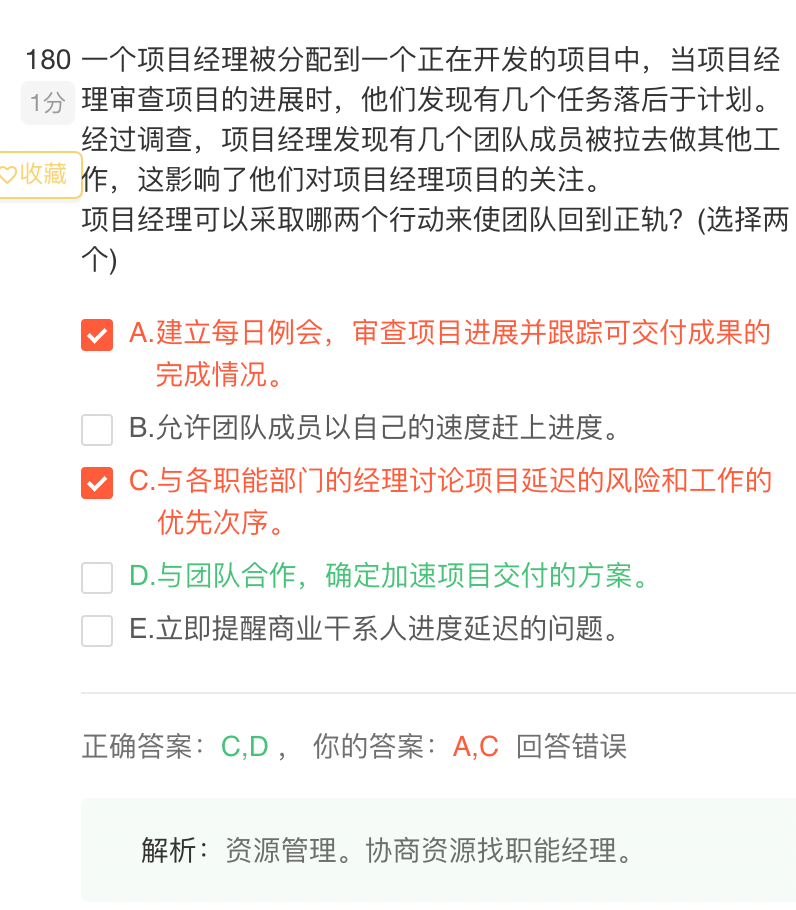 180 一个项目经理被分配到一个正在开发的项目中，当项目经
1分 理审查项目的进展时，他们发现有几个任务落后于计划。
经过调查，项目经理发现有几个团队成员被拉去做其他工
收藏 作，这影响了他们对项目经理项目的关注。
项目经理可以采取哪两个行动来使团队回到正轨？(选择两
个)
A.建立每日例会，审查项目进展并跟踪可交付成果的
完成情况。
B.允许团队成员以自己的速度赶上进度。
C.与各职能部门的经理讨论项目延迟的风险和工作的
优先次序。
D.与团队合作，确定加速项目交付的方案。
E.立即提醒商业干系人进度延迟的问题。
正确答案：C,D ， 你的答案：A,C 回答错误
解析：资源管理。协商资源找职能经理。